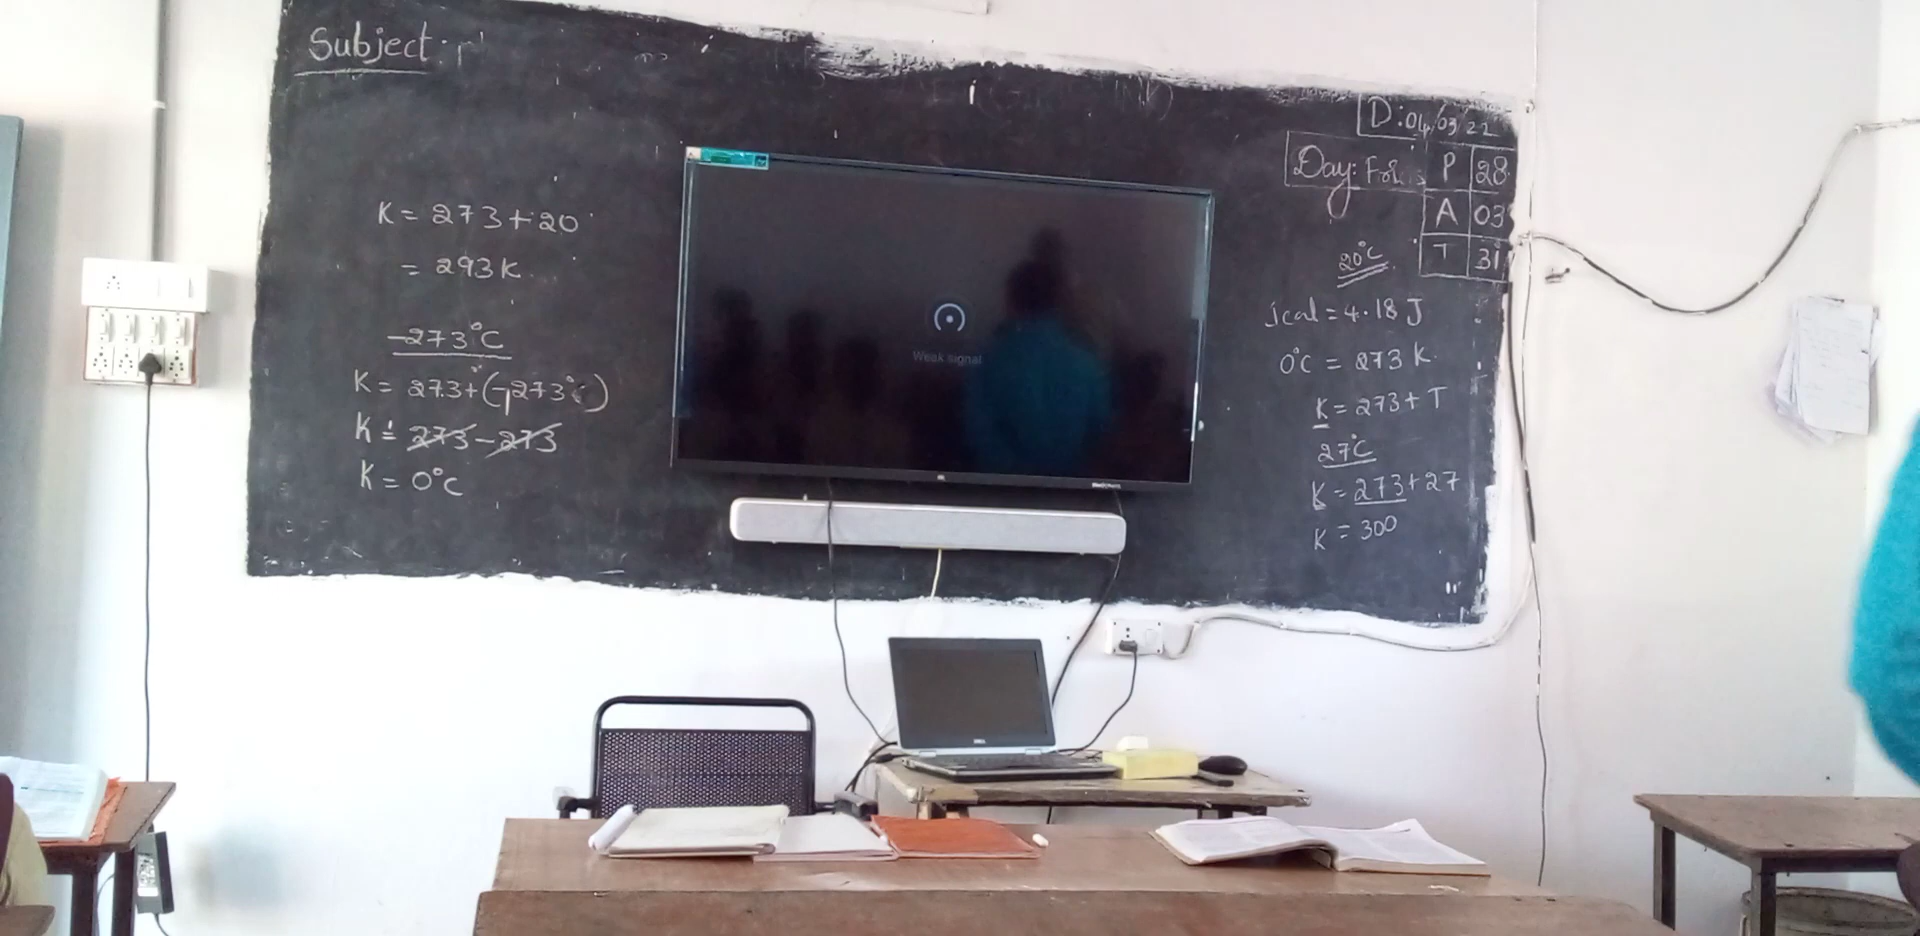 Subject:
K = 273 + 20
= 293 K
-273°C
K = 273 + (-273°C)
K = 273 - 273
K = 0°C
Weak signal
DELL
D: 04/03/22
Day:
P 28
A 03
T 31
20°C
1cal = 4.18 J
0°C = 273 K
K = 273 + T
27°C
K = 273 + 27
K = 300